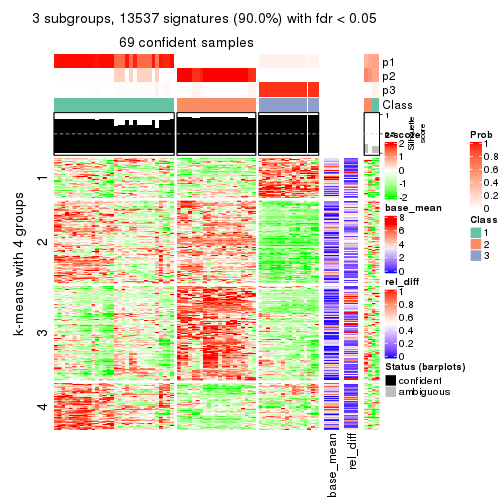 3 subgroups, 13537 signatures (90.0%) with fdr < 0.05
69 confident samples
p1
p2
p3
Class
1
0.5
0
Silhouette
score
k-means with 4 groups
1
2
3
4
z-score
2
1
0
-1
-2
base_mean
8
6
4
2
0
rel_diff
1
0.8
0.6
0.4
0.2
0
Status (barplots)
confident
ambiguous
Prob
1
0.8
0.6
0.4
0.2
0
Class
1
2
3
base_mean
rel_diff